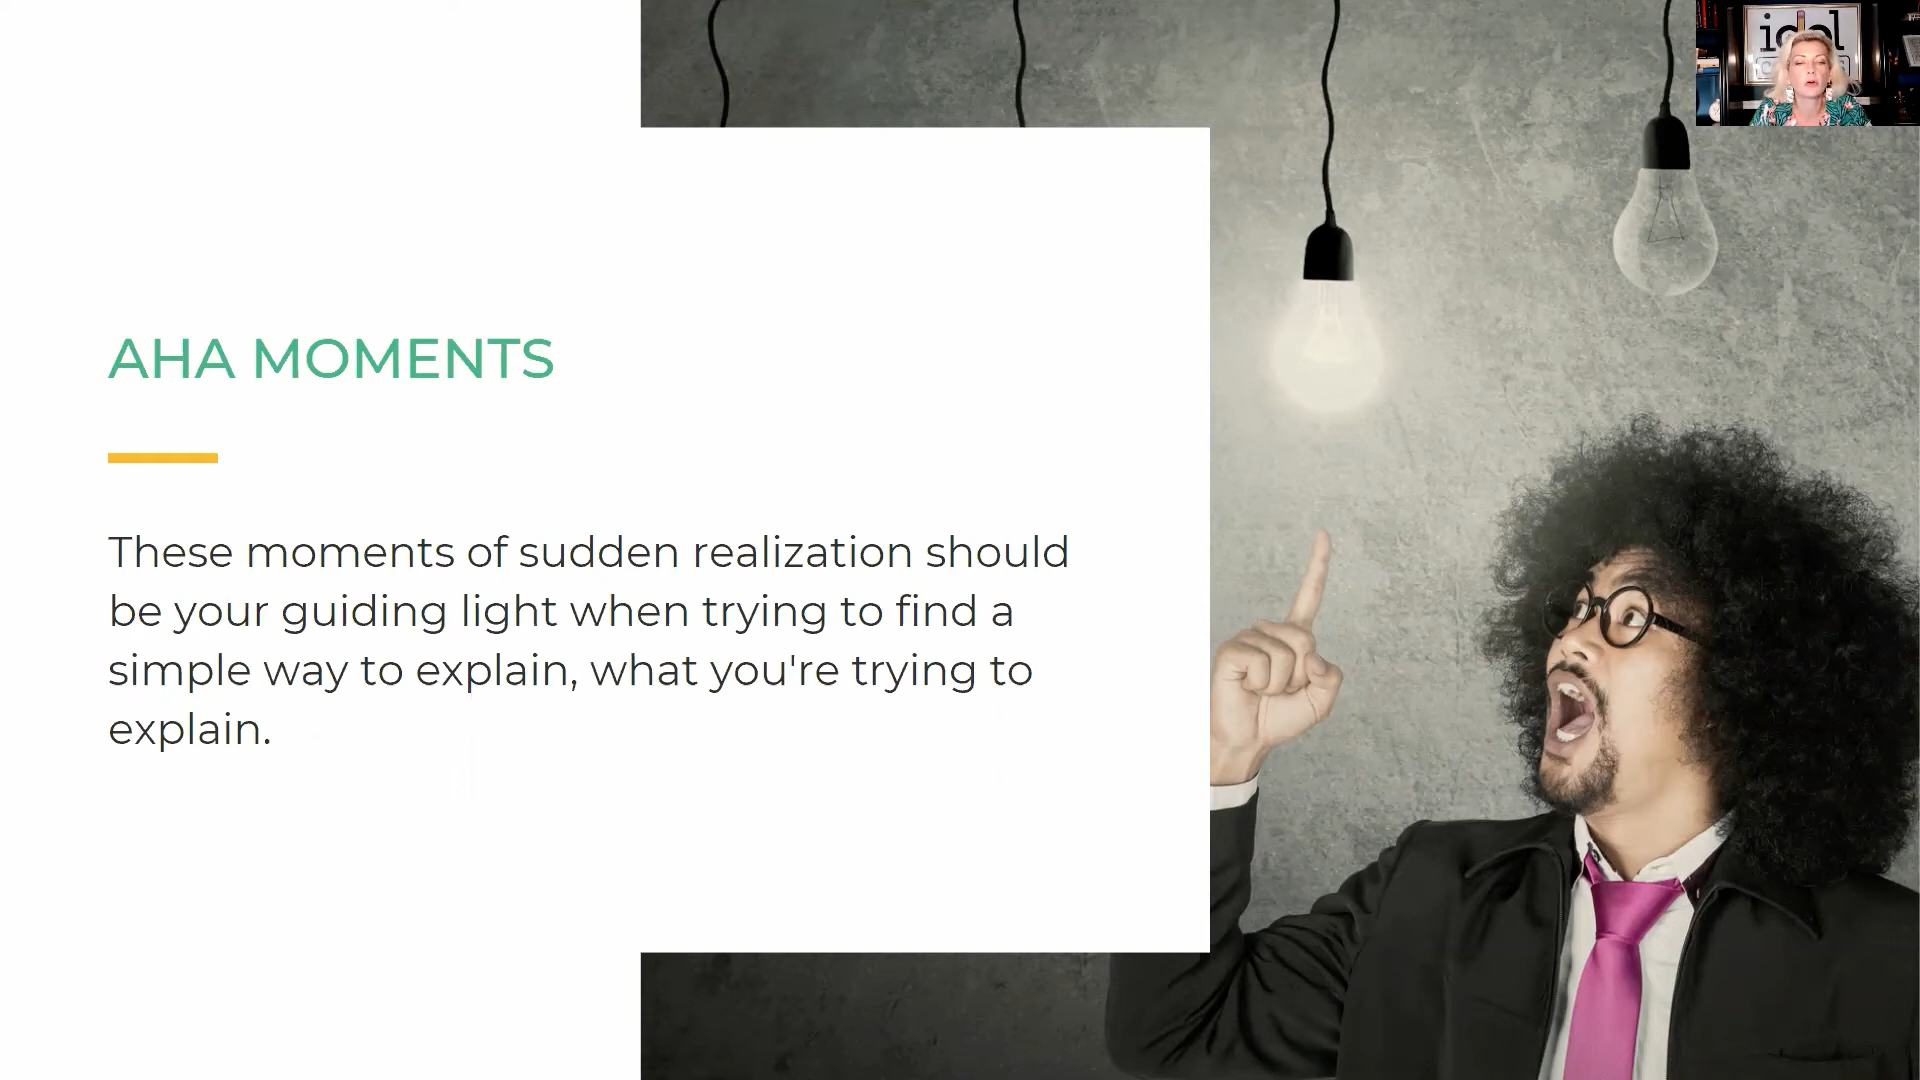 idol
AHA MOMENTS
These moments of sudden realization should
be your guiding light when trying to find a
simple way to explain, what you're trying to
explain.